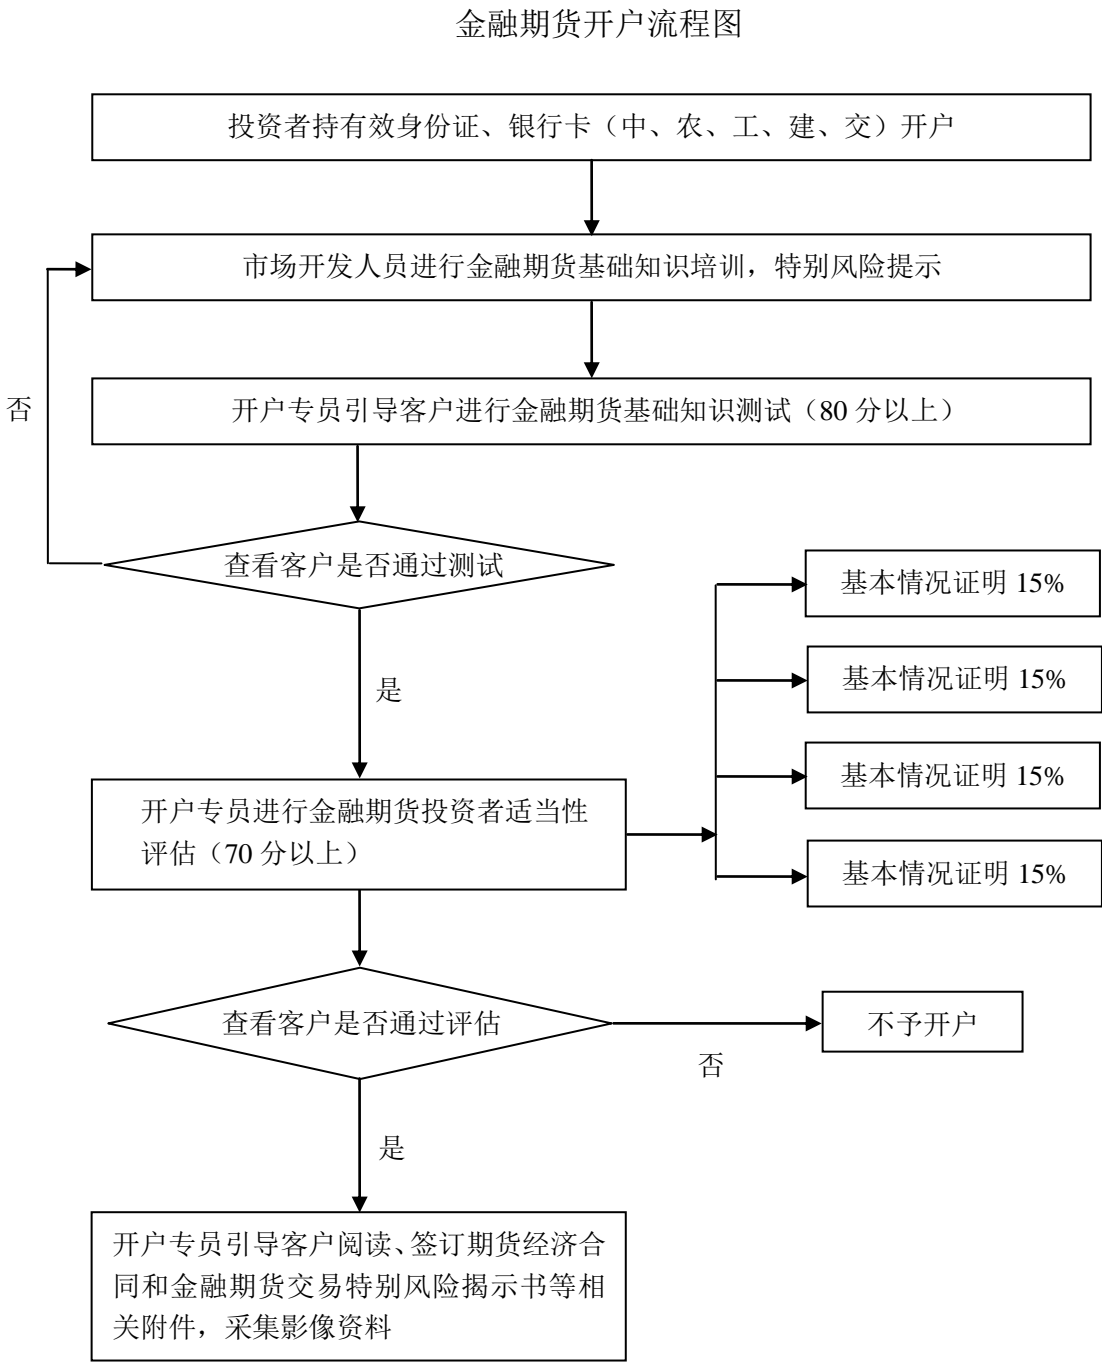 金融期货开户流程图
投资者持有效身份证、银行卡（中、农、工、建、交）开户
市场开发人员进行金融期货基础知识培训，特别风险提示
否
开户专员引导客户进行金融期货基础知识测试（80 分以上）
查看客户是否通过测试
基本情况证明 15%
基本情况证明 15%
是
基本情况证明 15%
开户专员进行金融期货投资者适当性
评估（70 分以上）
基本情况证明 15%
查看客户是否通过评估
不予开户
否
是
开户专员引导客户阅读、签订期货经济合
同和金融期货交易特别风险揭示书等相
关附件，采集影像资料